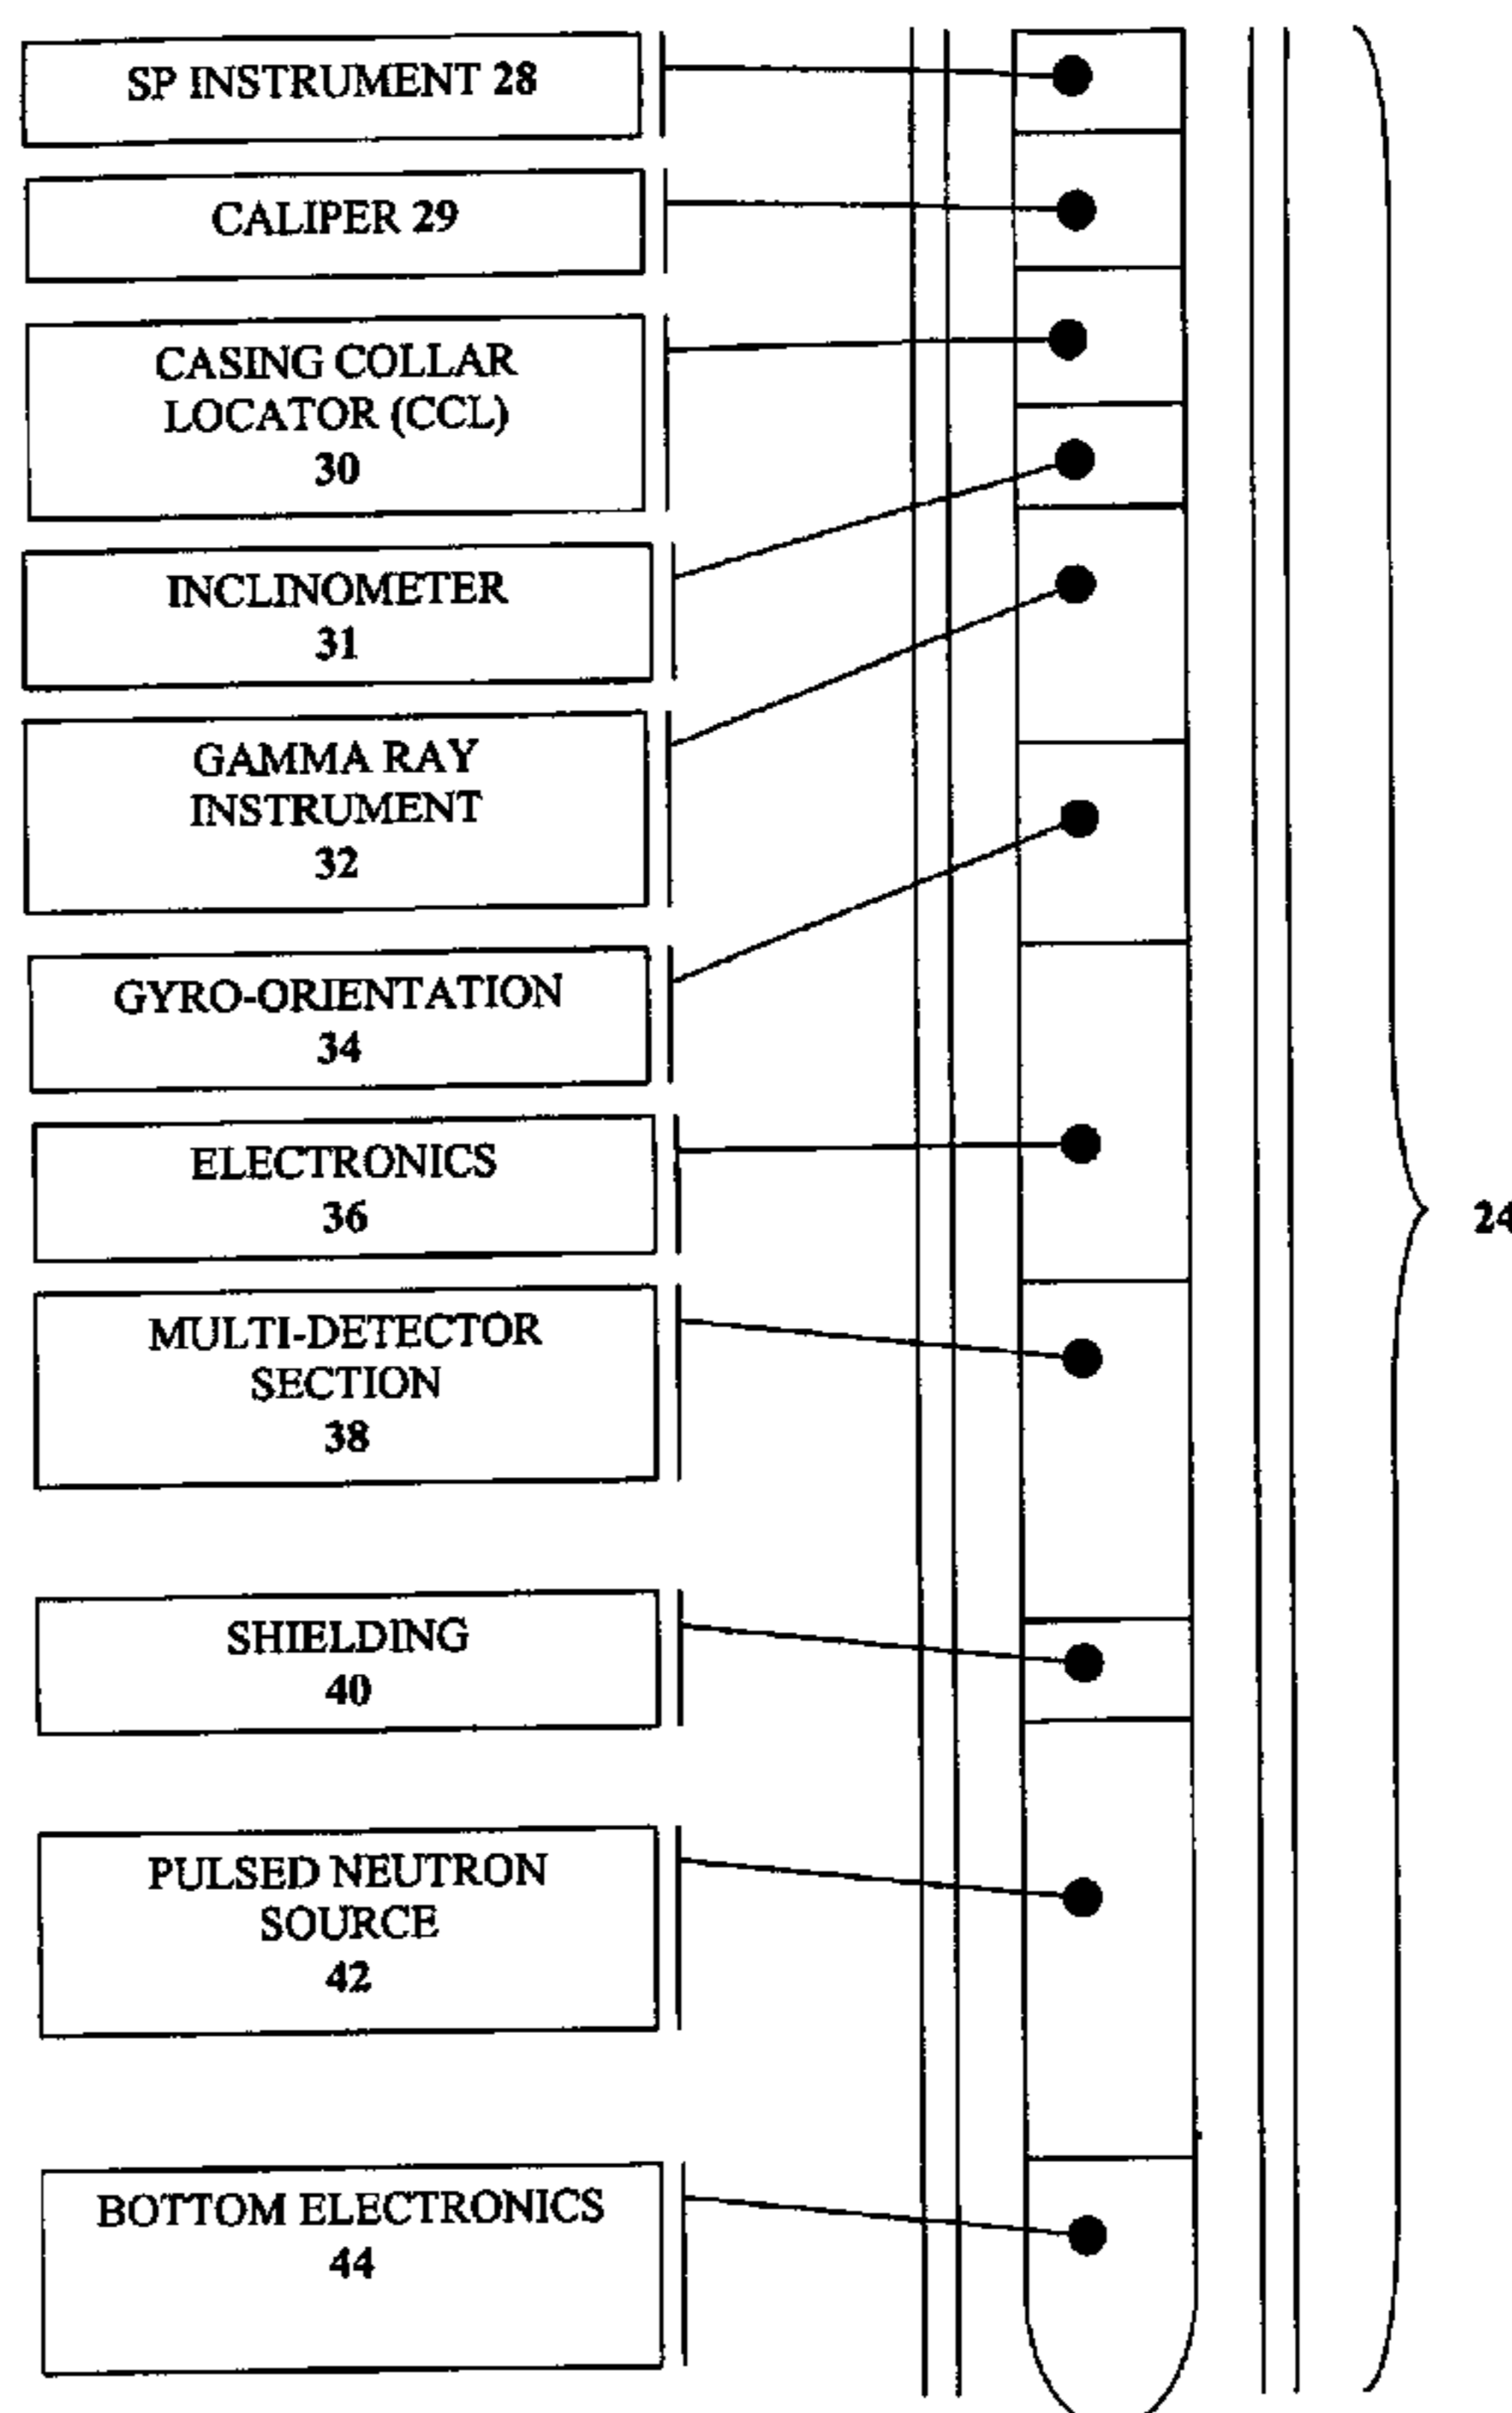 SP INSTRUMENT 28
CALIPER 29
CASING COLLAR
LOCATOR (CCL)
30
INCLINOMETER
31
GAMMA RAY
INSTRUMENT
32
GYRO-ORIENTATION
34
ELECTRONICS
36
24
MULTI-DETECTOR
SECTION
38
SHIELDING
40
PULSED NEUTRON
SOURCE
42
BOTTOM ELECTRONICS
44